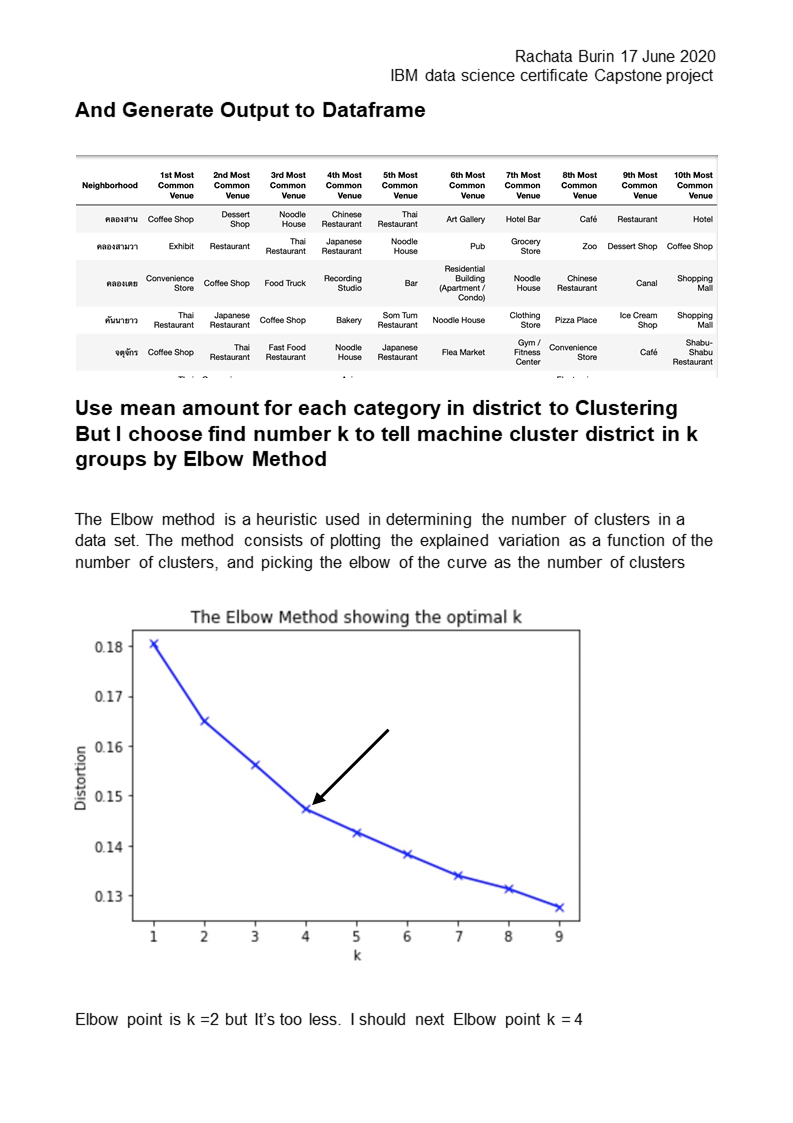 Rachata Burin 17 June 2020
IBM data science certificate Capstone project
And Generate Output to Dataframe
Neighborhood 1st Most Common Venue 2nd Most Common Venue 3rd Most Common Venue 4th Most Common Venue 5th Most Common Venue 6th Most Common Venue 7th Most Common Venue 8th Most Common Venue 9th Most Common Venue 10th Most Common Venue
คลองสาน Coffee Shop Dessert Shop Noodle House Chinese Restaurant Thai Restaurant Art Gallery Hotel Bar Café Restaurant Hotel
คลองสามวา Exhibit Restaurant Thai Restaurant Japanese Restaurant Noodle House Pub Grocery Store Zoo Dessert Shop Coffee Shop
คลองเตย Convenience Store Coffee Shop Food Truck Recording Studio Bar Residential Building (Apartment / Condo) Noodle House Chinese Restaurant Canal Shopping Mall
คันนายาว Thai Restaurant Japanese Restaurant Coffee Shop Bakery Som Tum Restaurant Noodle House Clothing Store Pizza Place Ice Cream Shop Shopping Mall
จตุจักร Coffee Shop Thai Restaurant Fast Food Restaurant Noodle House Japanese Restaurant Flea Market Gym / Fitness Center Convenience Store Café Shabu-Shabu Restaurant
Use mean amount for each category in district to Clustering
But I choose find number k to tell machine cluster district in k
groups by Elbow Method
The Elbow method is a heuristic used in determining the number of clusters in a
data set. The method consists of plotting the explained variation as a function of the
number of clusters, and picking the elbow of the curve as the number of clusters
The Elbow Method showing the optimal k
0.18
0.17
0.16
0.15
0.14
0.13
Distortion
1 2 3 4 5 6 7 8 9
k
Elbow point is k =2 but It’s too less. I should next Elbow point k = 4